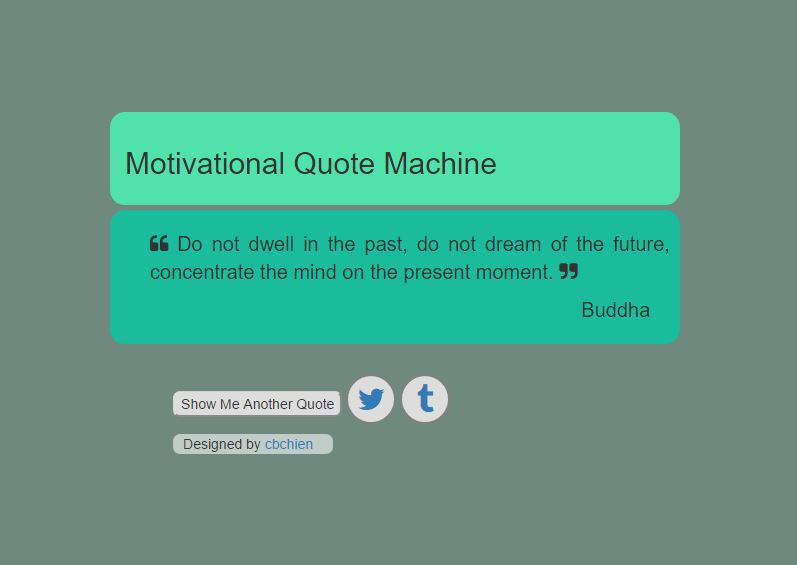 Motivational Quote Machine
❝ Do not dwell in the past, do not dream of the future,
concentrate the mind on the present moment. ❞
Buddha
Show Me Another Quote
Designed by cbchien